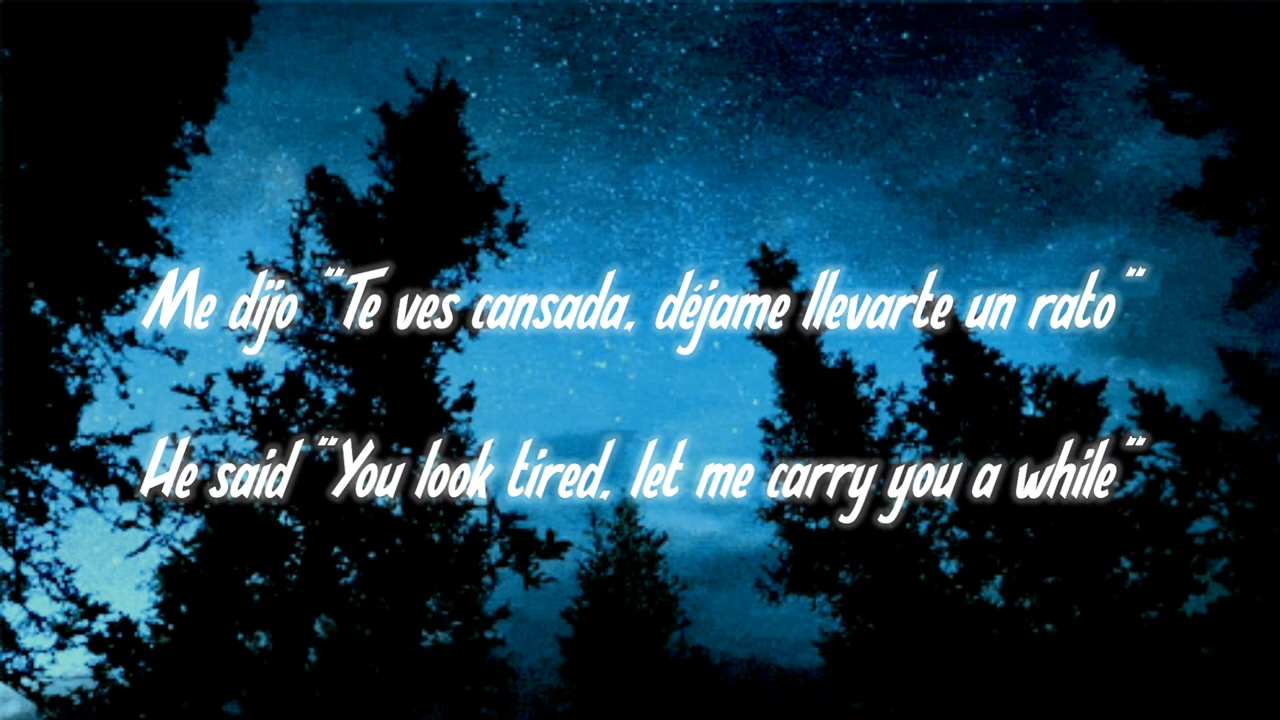 Me dijo "Te ves cansada, déjame llevarte un rato"
He said "You look tired, let me carry you a while"